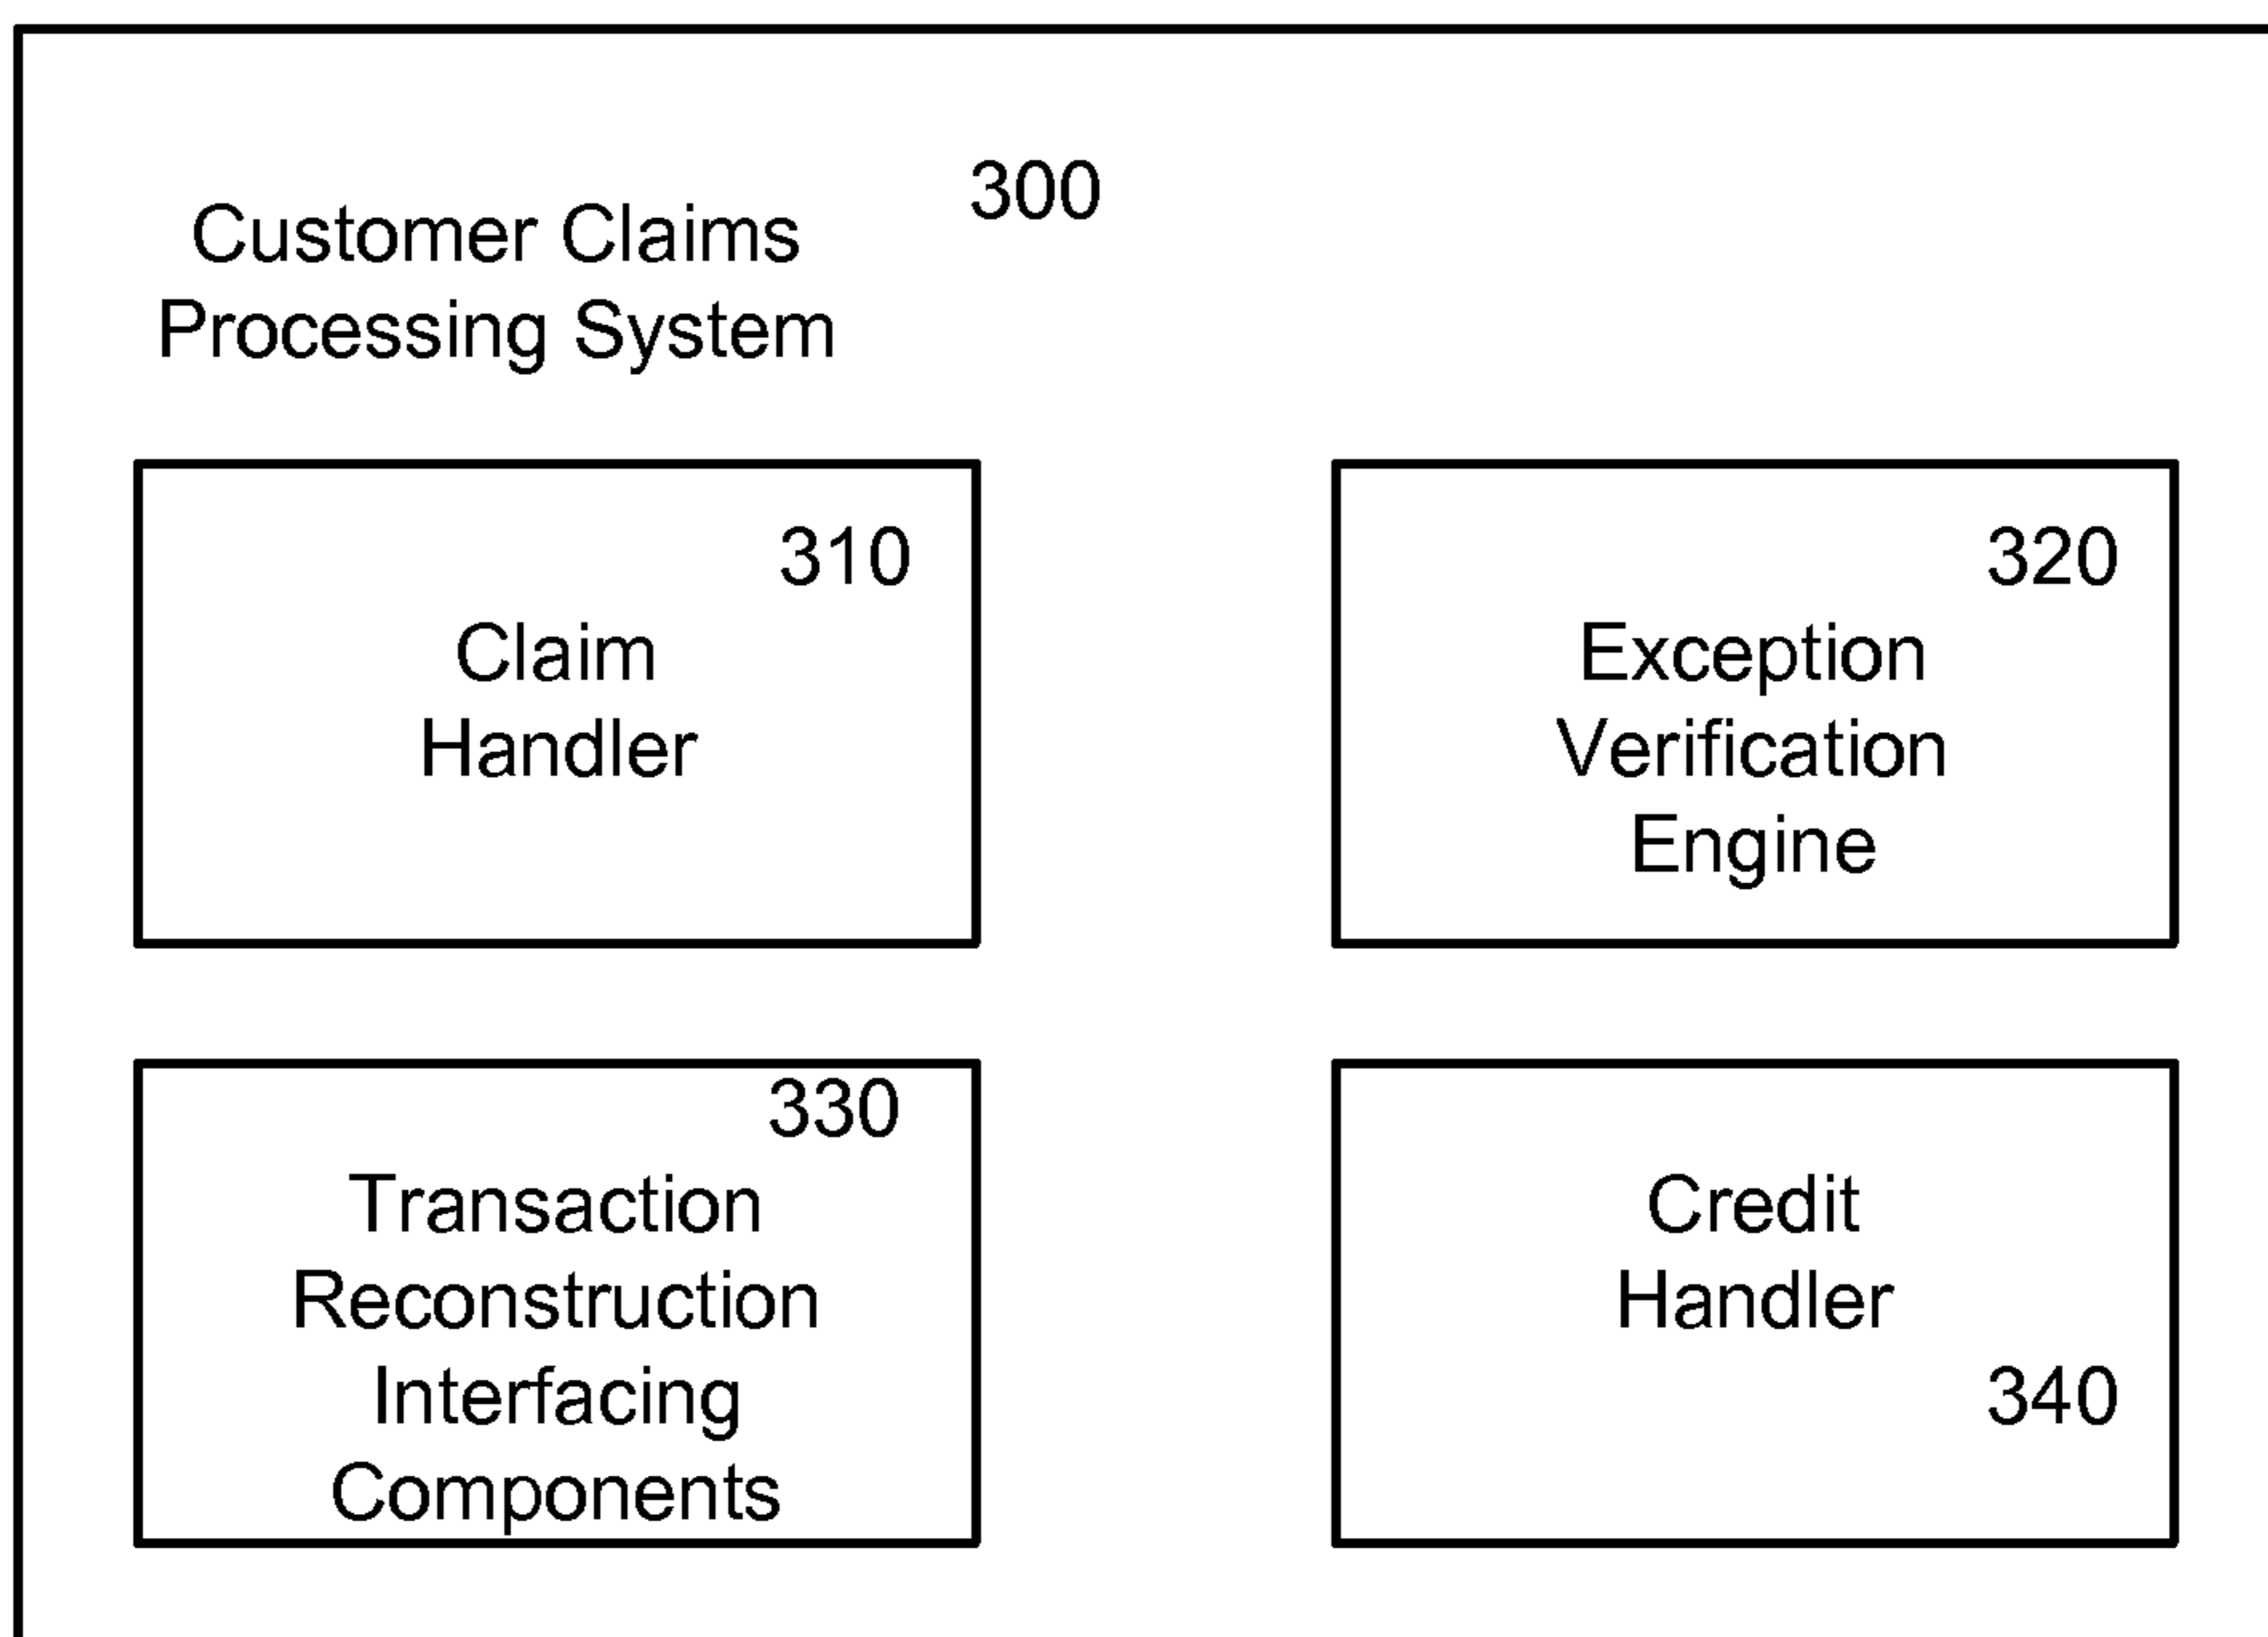 300
Customer Claims
Processing System
310
Claim
Handler
320
Exception
Verification
Engine
330
Transaction
Reconstruction
Interfacing
Components
Credit
Handler
340